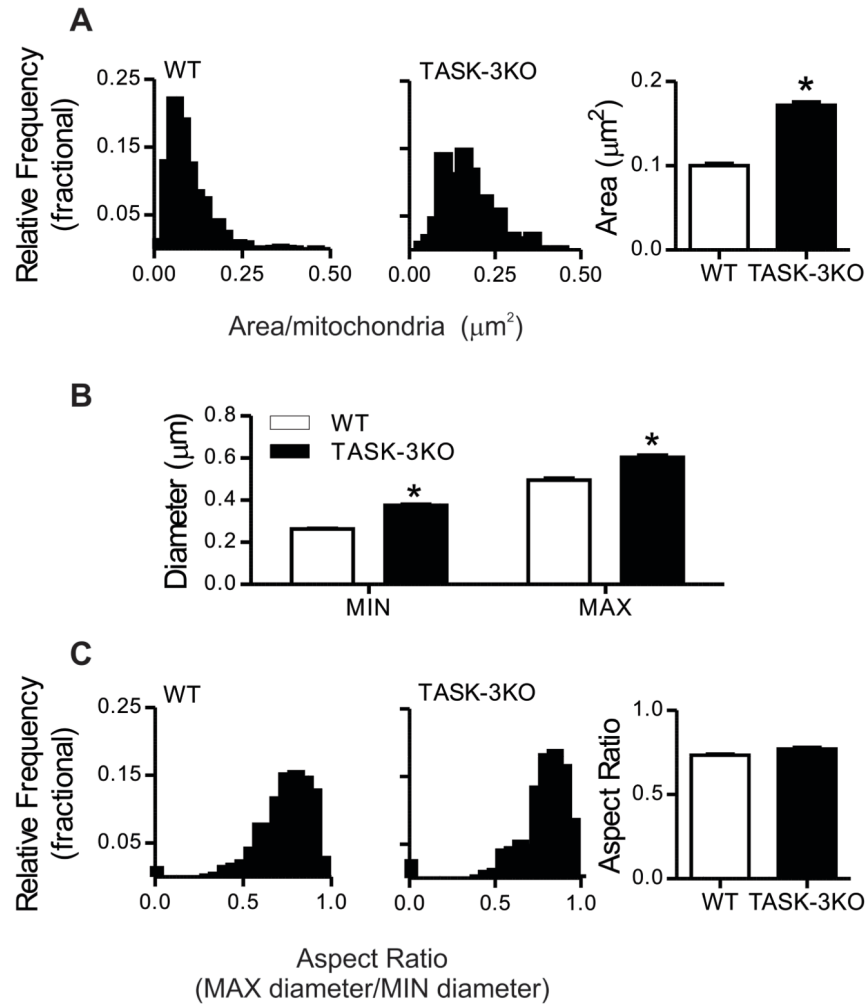 A
WT
TASK-3KO
Relative Frequency
(fractional)
0.25
0.15
0.05
0.00
0.25
0.50
0.00
0.25
0.50
Area/mitochondria (μm²)
Area (μm²)
0.2
0.1
0.0
*
WT
TASK-3KO
B
Diameter (μm)
0.8
0.6
0.4
0.2
0.0
WT
TASK-3KO
*
*
MIN
MAX
C
WT
TASK-3KO
Relative Frequency
(fractional)
0.25
0.15
0.05
0.0
0.5
1.0
0.0
0.5
1.0
Aspect Ratio
(MAX diameter/MIN diameter)
Aspect Ratio
1.0
0.5
0.0
WT
TASK-3KO